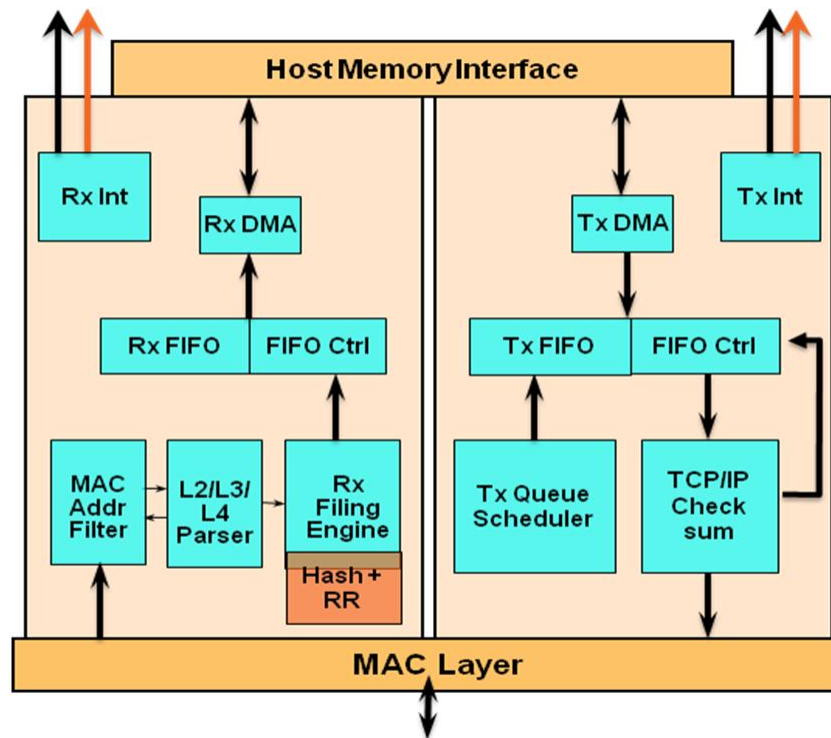 Host Memory Interface
Rx Int
Rx DMA
Tx DMA
Tx Int
Rx FIFO
FIFO Ctrl
Tx FIFO
FIFO Ctrl
MAC
Addr
Filter
L2/L3/
L4
Parser
Rx
Filing
Engine
Hash +
RR
Tx Queue
Scheduler
TCP/IP
Check
sum
MAC Layer